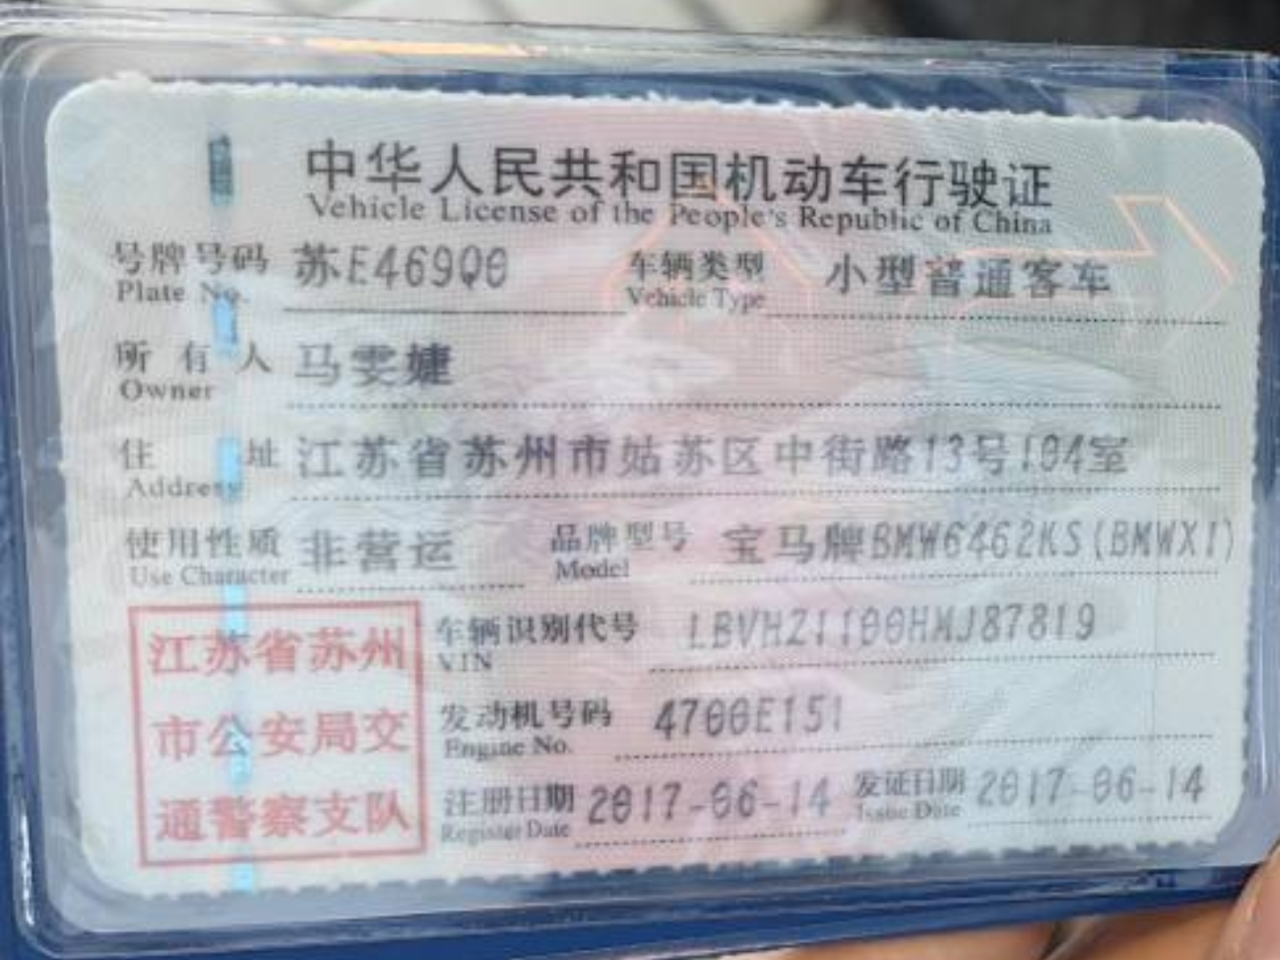 中华人民共和国机动车行驶证
Vehicle License of the People's Republic of China
号牌号码 苏E469Q0 车辆类型 小型普通客车
Plate No. Vehicle Type
所有人 马雯婕
Owner
住址 江苏省苏州市姑苏区中街路13号104室
Address
使用性质 非营运 品牌型号 宝马牌BMW6462KS(BMWX1)
Use Character Model
江苏省苏州
市公安局交
通警察支队
车辆识别代号 LBVHZ1100HMJ87819
VIN
发动机号码 4700E151
Engine No.
注册日期 2017-06-14 发证日期 2017-06-14
Register Date Issue Date